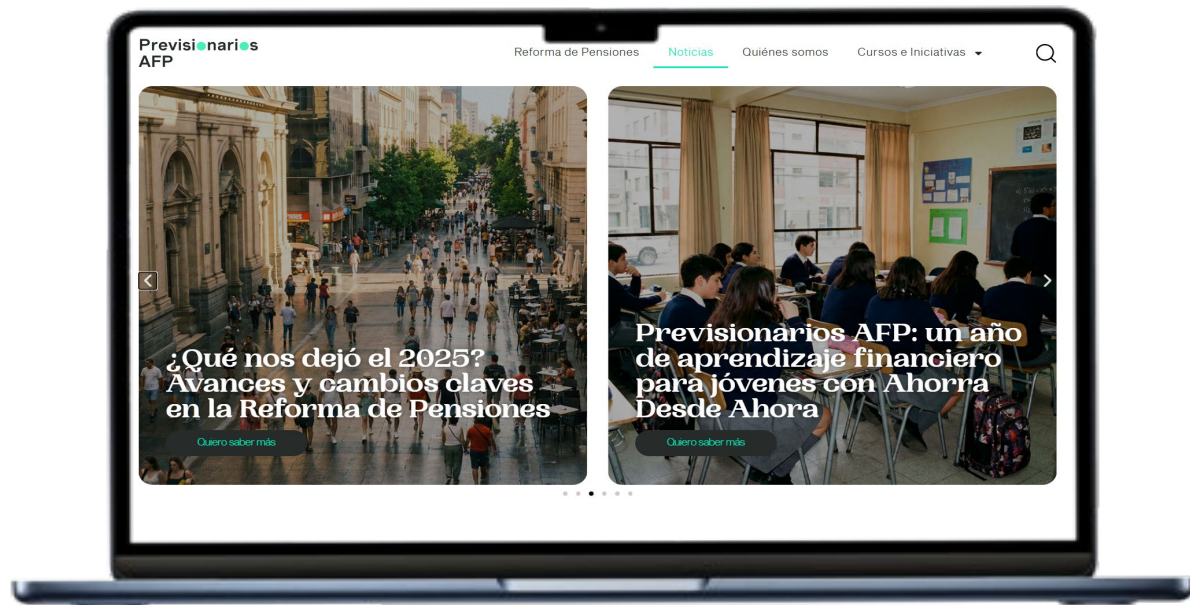 Previsionarios
AFP
Reforma de Pensiones
Noticias
Quiénes somos
Cursos e Iniciativas
¿Qué nos dejó el 2025?
Avances y cambios claves
en la Reforma de Pensiones
Quiero saber más
Previsionarios AFP: un año
de aprendizaje financiero
para jóvenes con Ahorra
Desde Ahora
Quiero saber más